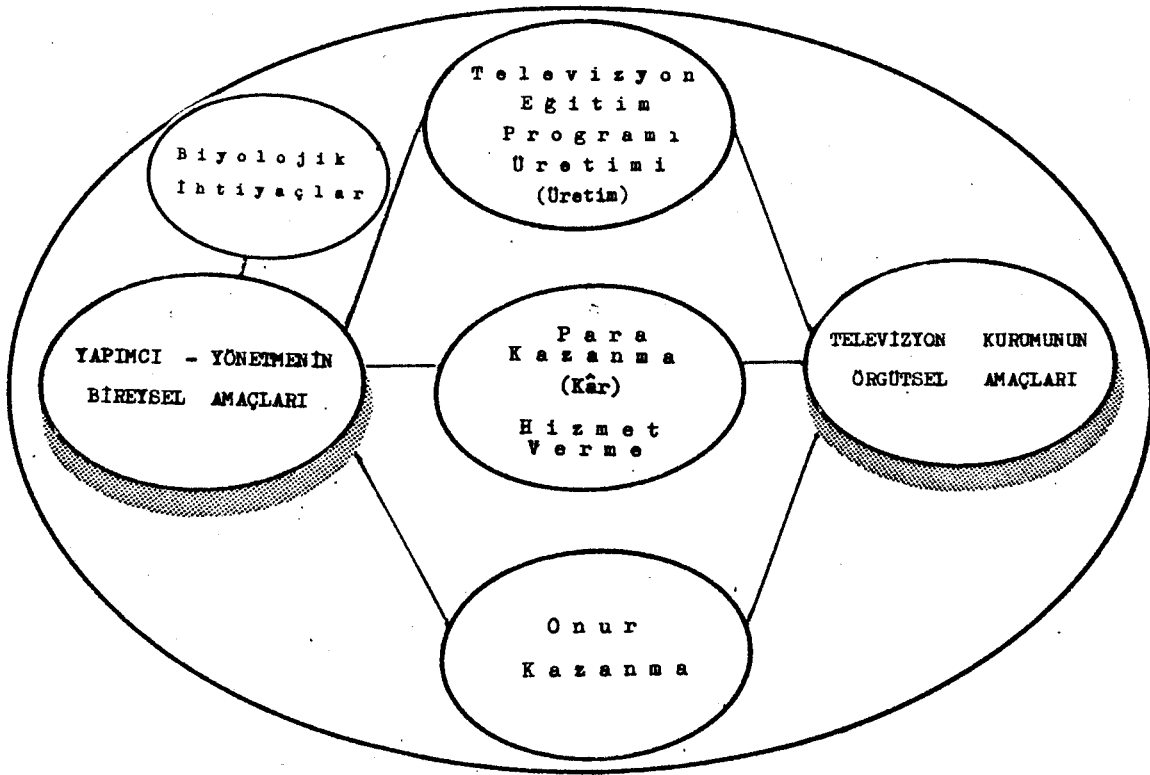 Televizyon
Eğitim
Programı
Üretimi
(Üretim)
Biyolojik
İhtiyaçlar
YAPIMCI - YÖNETMENİN
BİREYSEL AMAÇLARI
Para
Kazanma
(Kâr)
Hizmet
Verme
TELEVİZYON KURUMUNUN
ÖRGÜTSEL AMAÇLARI
Onur
Kazanma